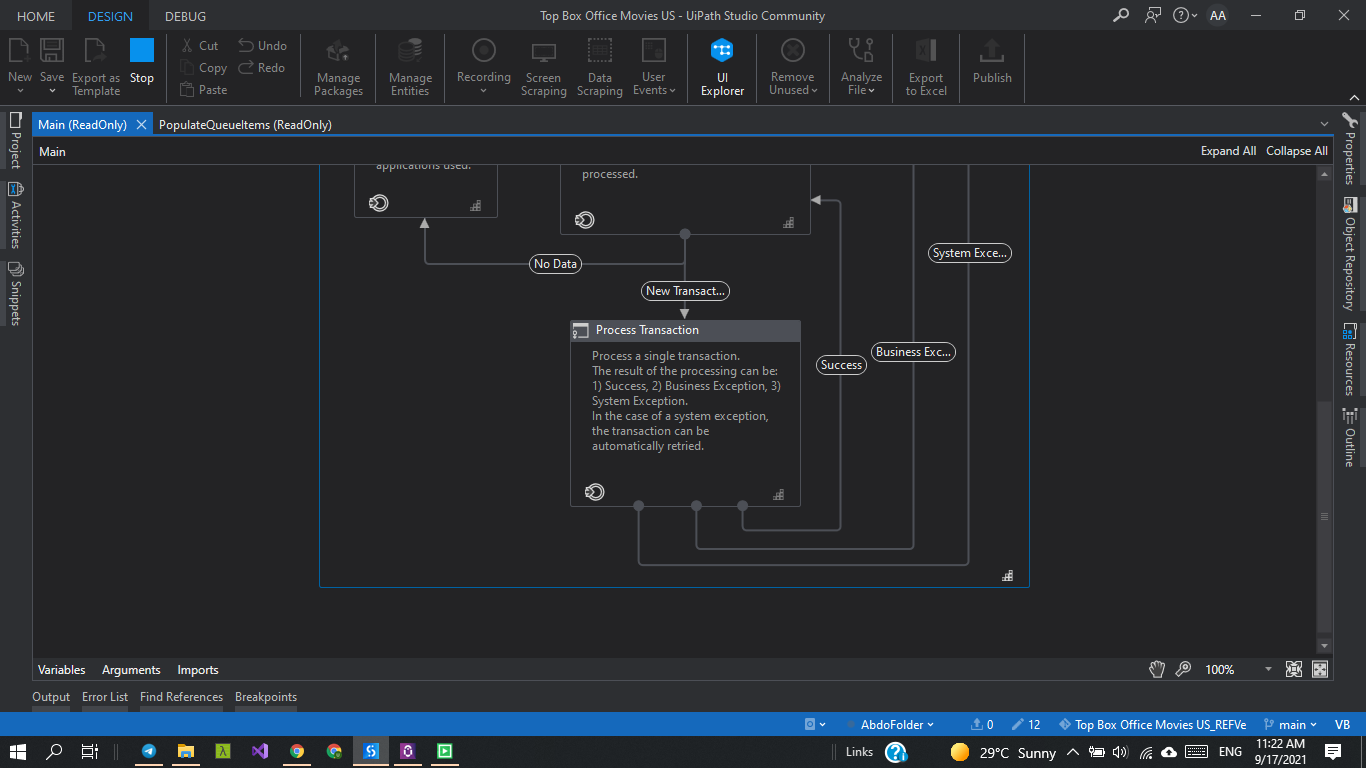 HOME DESIGN DEBUG
Top Box Office Movies US - UiPath Studio Community
AA
New
Save
Export as
Template
Stop
Cut
Copy
Paste
Undo
Redo
Manage
Packages
Manage
Entities
Recording
Screen
Scraping
Data
Scraping
User
Events
UI
Explorer
Remove
Unused
Analyze
File
Export
to Excel
Publish
Main (ReadOnly)
PopulateQueueItems (ReadOnly)
Main
Expand All Collapse All
Project
Activities
Snippets
Properties
Object Repository
Resources
Outline
applications used.
processed.
No Data
New Transact...
System Exce...
Business Exc...
Success
Process Transaction
Process a single transaction.
The result of the processing can be:
1) Success, 2) Business Exception, 3)
System Exception.
In the case of a system exception,
the transaction can be
automatically retried.
Variables Arguments Imports
100%
Output Error List Find References Breakpoints
AbdoFolder
0
12
Top Box Office Movies US_REFVe
main
VB
Links
29°C Sunny
ENG
11:22 AM
9/17/2021